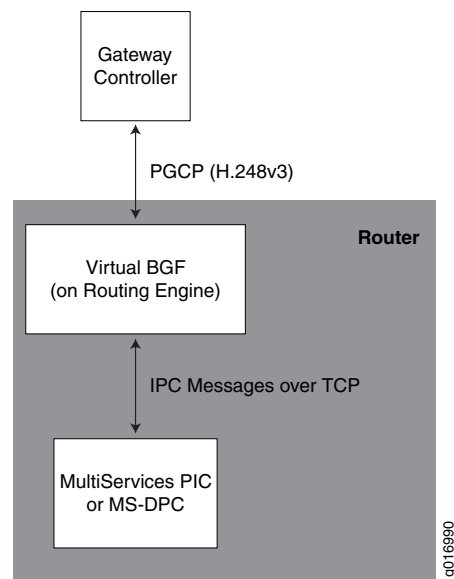 Gateway
Controller
PGCP (H.248v3)
Router
Virtual BGF
(on Routing Engine)
IPC Messages over TCP
MultiServices PIC
or MS-DPC
g016990